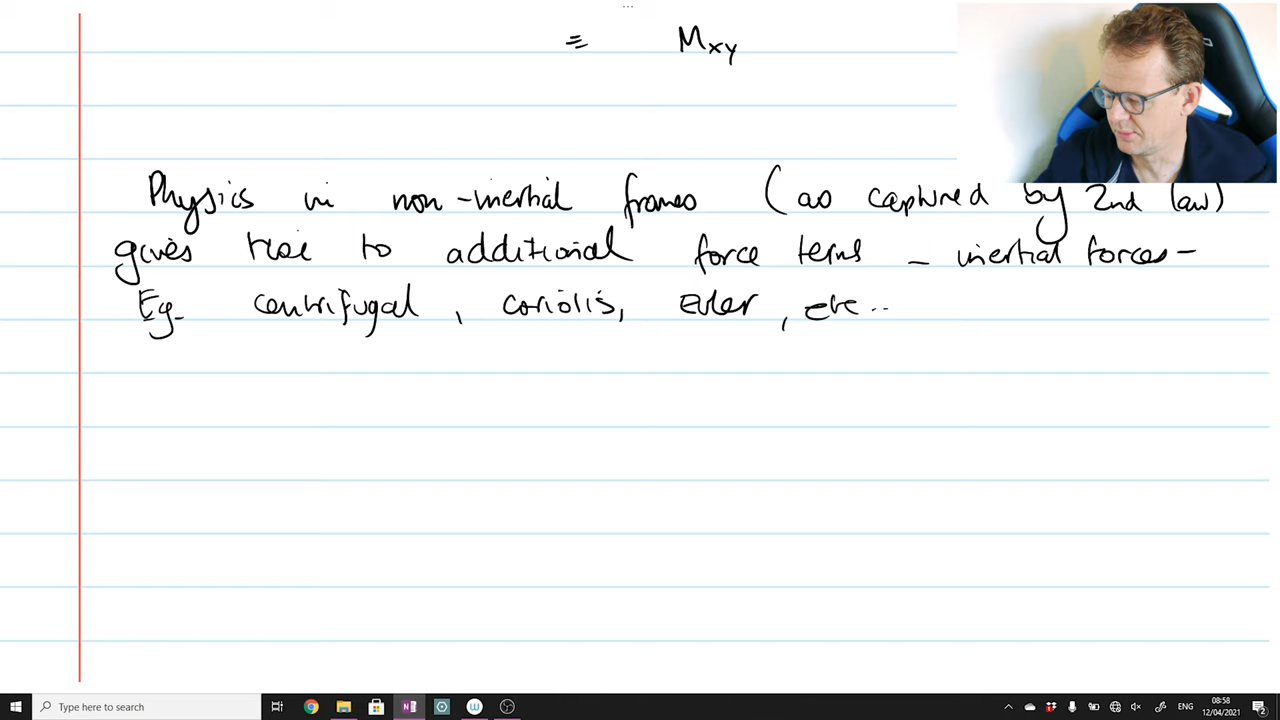 ...
= Mxy
Physics in non-inertial frames (as captured by 2nd law)
gives rise to additional force terms - inertial forces-
Eg. centrifugal, coriolis, Euler, etc..
Type here to search
ENG
08:58
12/04/2021
2